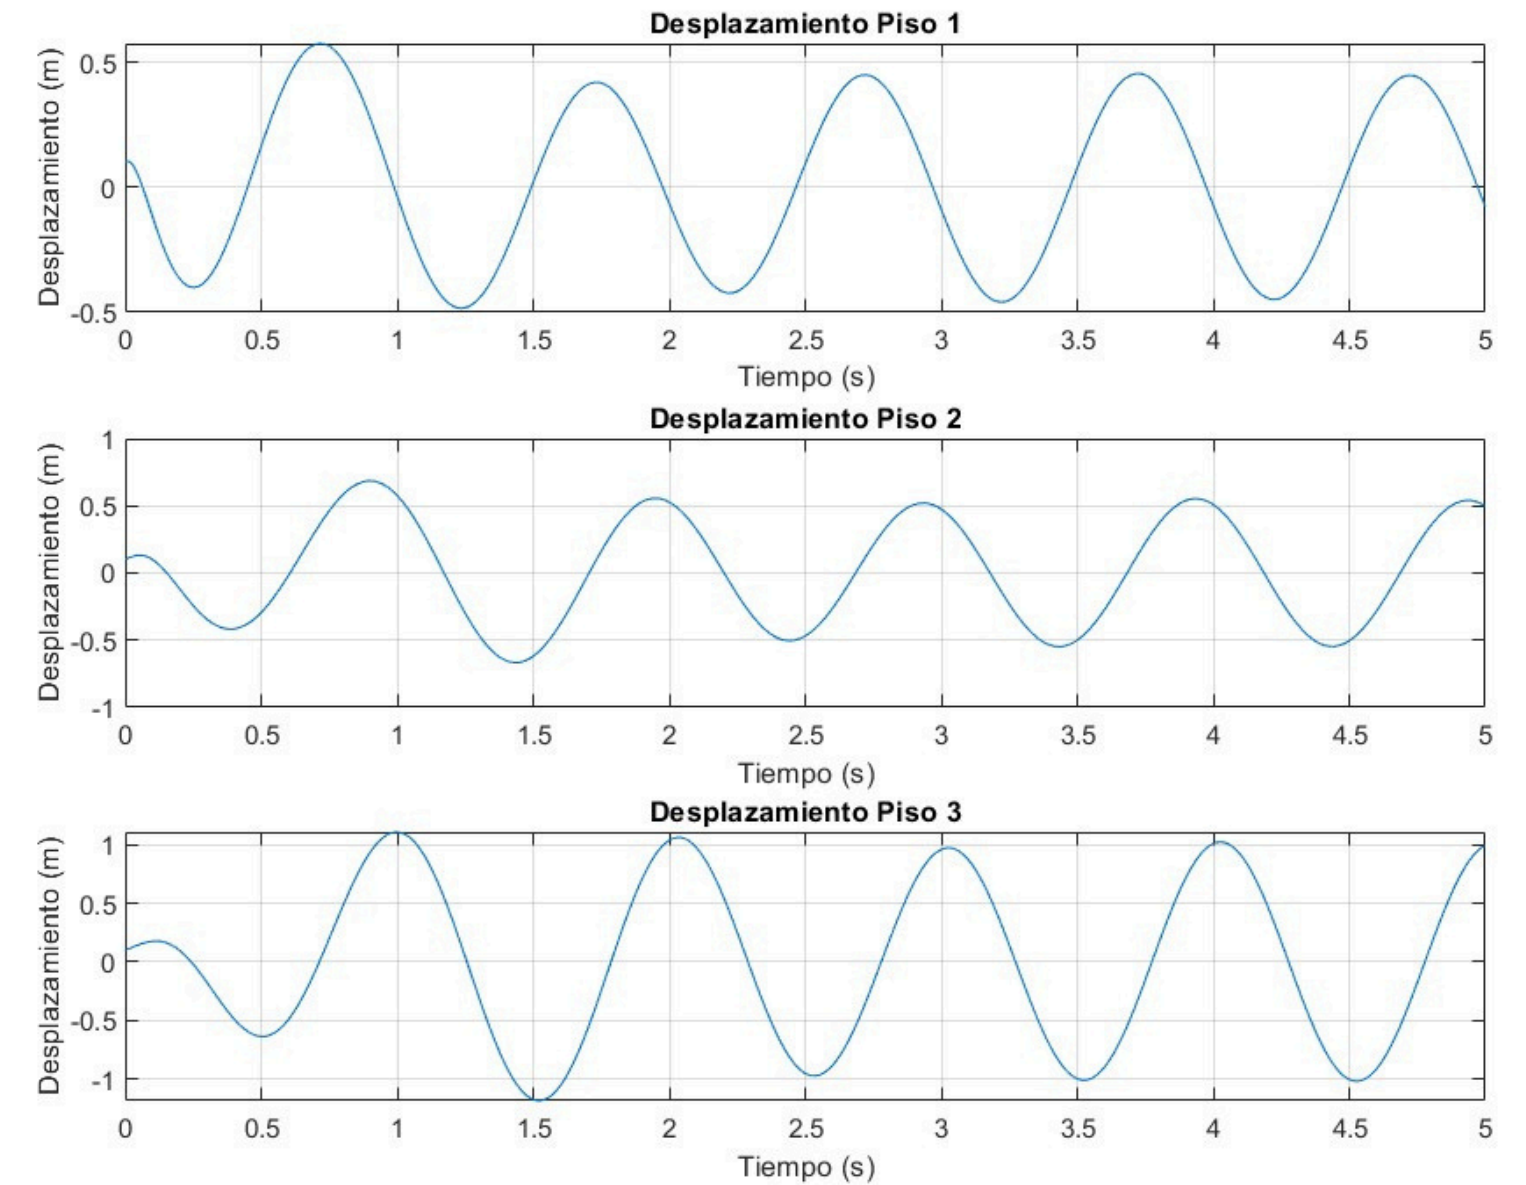 Desplazamiento Piso 1
Desplazamiento (m)
0.5
0
-0.5
0 0.5 1 1.5 2 2.5 3 3.5 4 4.5 5
Tiempo (s)
Desplazamiento Piso 2
Desplazamiento (m)
1
0.5
0
-0.5
-1
0 0.5 1 1.5 2 2.5 3 3.5 4 4.5 5
Tiempo (s)
Desplazamiento Piso 3
Desplazamiento (m)
1
0.5
0
-0.5
-1
0 0.5 1 1.5 2 2.5 3 3.5 4 4.5 5
Tiempo (s)